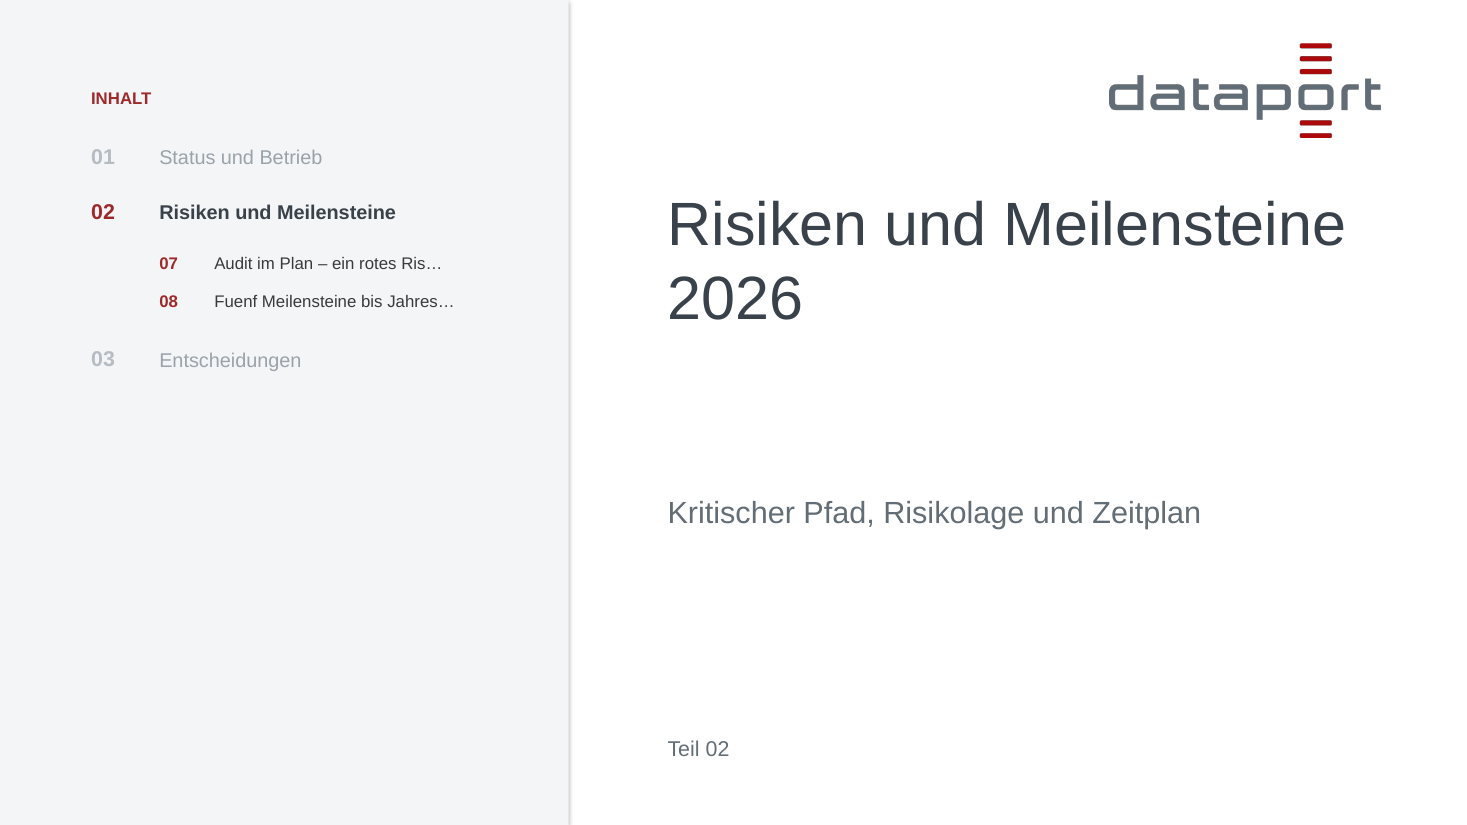 INHALT
01 Status und Betrieb
02 Risiken und Meilensteine
07 Audit im Plan – ein rotes Ris…
08 Fuenf Meilensteine bis Jahres…
03 Entscheidungen
dataport
Risiken und Meilensteine
2026
Kritischer Pfad, Risikolage und Zeitplan
Teil 02